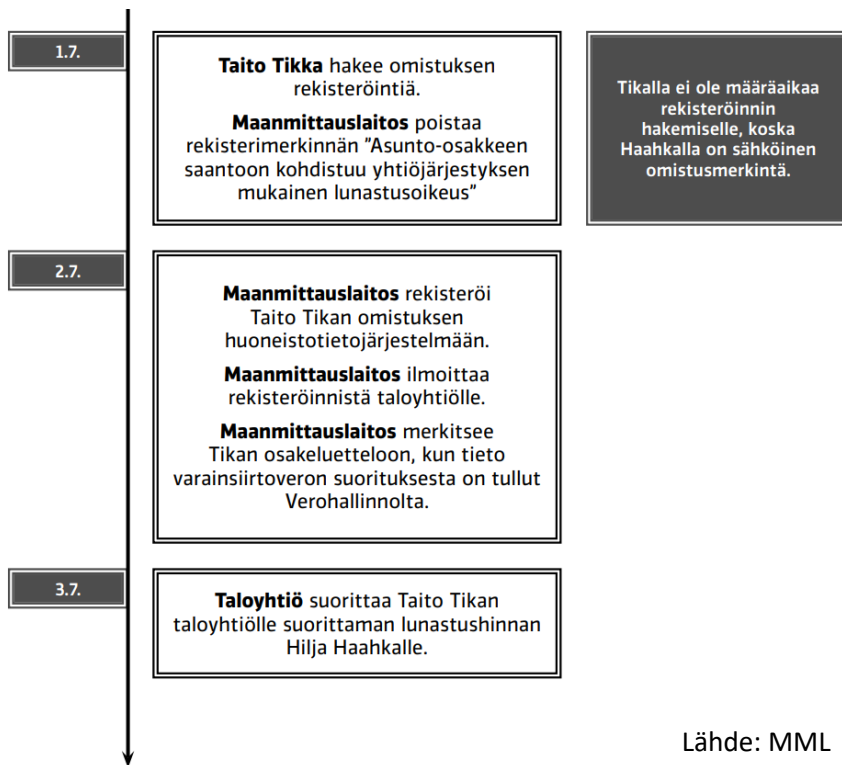 1.7.
Taito Tikka hakee omistuksen
rekisteröintiä.
Maanmittauslaitos poistaa
rekisterimerkinnän ”Asunto-osakkeen
saantoon kohdistuu yhtiöjärjestyksen
mukainen lunastusoikeus”
Tikalla ei ole määräaikaa
rekisteröinnin
hakemiselle, koska
Haahkalla on sähköinen
omistusmerkintä.
2.7.
Maanmittauslaitos rekisteröi
Taito Tikan omistuksen
huoneistotietojärjestelmään.
Maanmittauslaitos ilmoittaa
rekisteröinnistä taloyhtiölle.
Maanmittauslaitos merkitsee
Tikan osakeluetteloon, kun tieto
varainsiirtoveron suorituksesta on tullut
Verohallinnolta.
3.7.
Taloyhtiö suorittaa Taito Tikan
taloyhtiölle suorittaman lunastushinnan
Hilja Haahkalle.
Lähde: MML